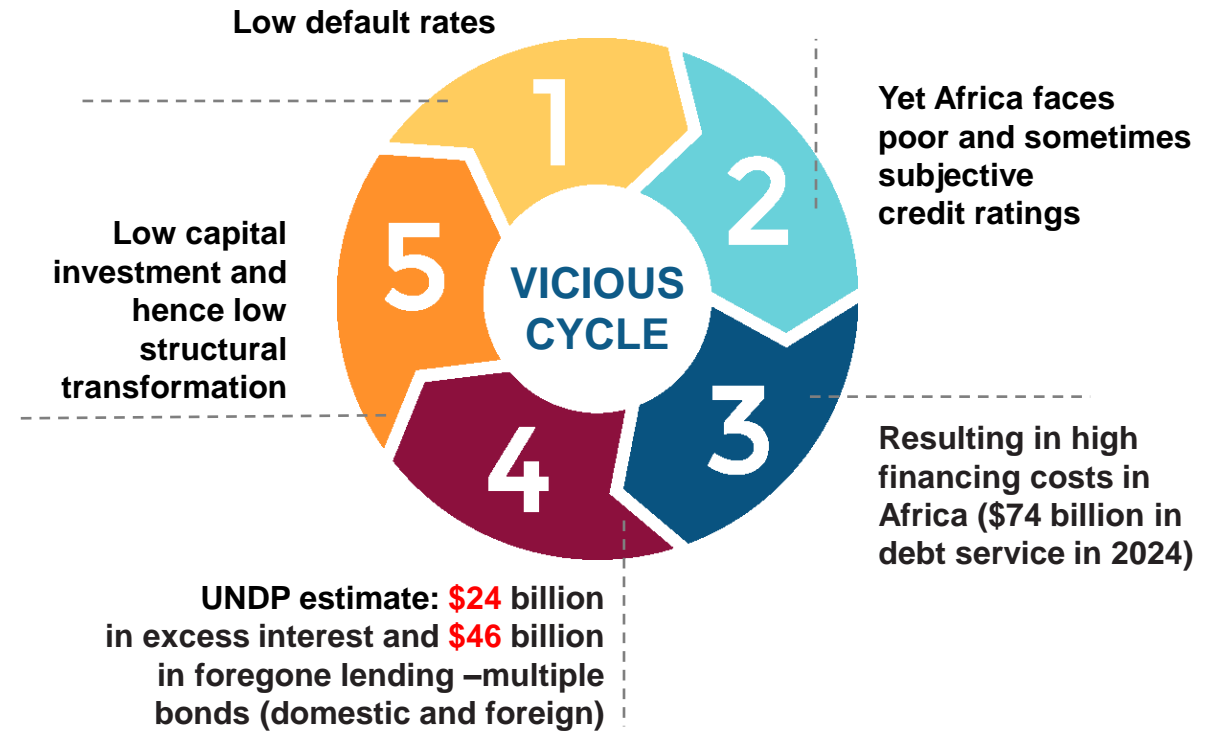 Low default rates
1
2
Yet Africa faces
poor and sometimes
subjective
credit ratings
3
Resulting in high
financing costs in
Africa ($74 billion in
debt service in 2024)
4
UNDP estimate: $24 billion
in excess interest and $46 billion
in foregone lending –multiple
bonds (domestic and foreign)
5
Low capital
investment and
hence low
structural
transformation
VICIOUS
CYCLE